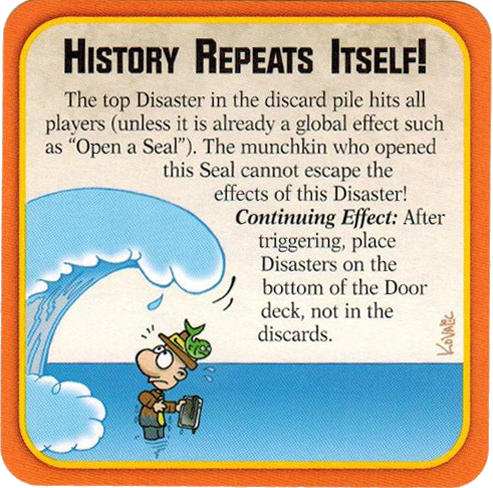 HISTORY REPEATS ITSELF!
The top Disaster in the discard pile hits all
players (unless it is already a global effect such
as “Open a Seal”). The munchkin who opened
this Seal cannot escape the
effects of this Disaster!
Continuing Effect: After
triggering, place
Disasters on the
bottom of the Door
deck, not in the
discards.
KOVALIC